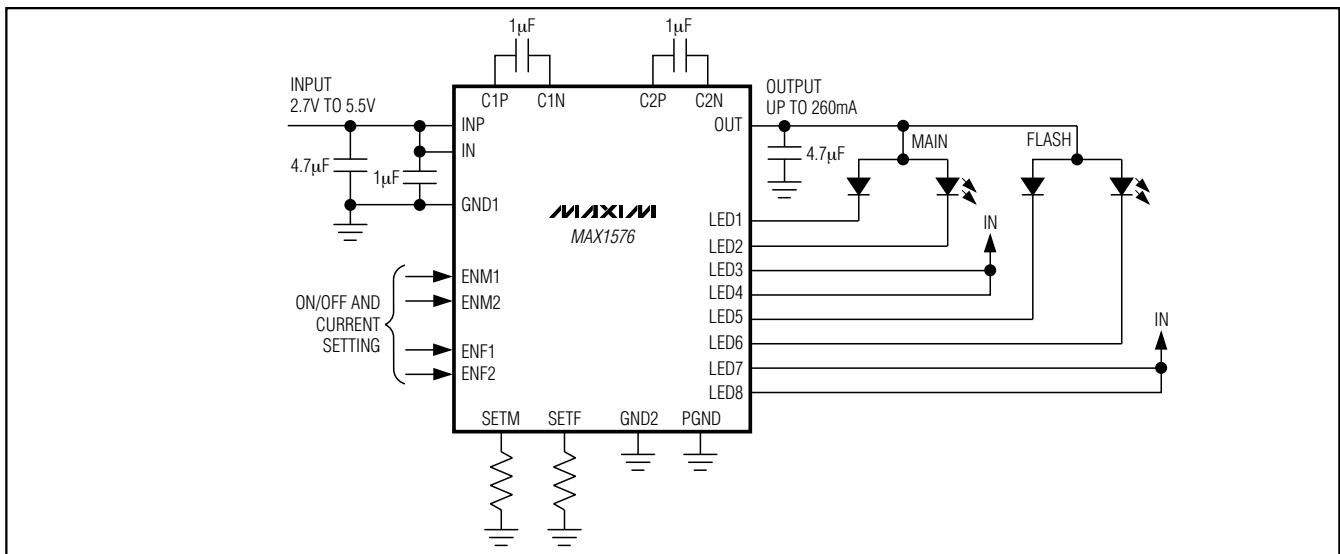 1µF
1µF
INPUT
2.7V TO 5.5V
OUTPUT
UP TO 260mA
C1P
C1N
C2P
C2N
INP
OUT
IN
MAIN
FLASH
4.7µF
1µF
4.7µF
GND1
MAXIM
MAX1576
LED1
LED2
IN
LED3
LED4
LED5
LED6
IN
LED7
LED8
ENM1
ENM2
ON/OFF AND
CURRENT
SETTING
ENF1
ENF2
SETM
SETF
GND2
PGND